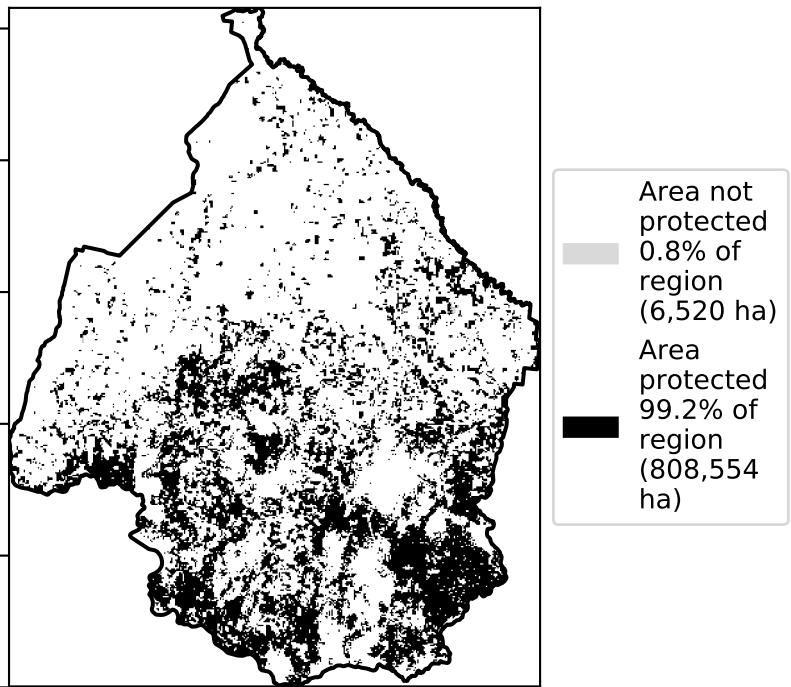 Area not
protected
0.8% of
region
(6,520 ha)
Area
protected
99.2% of
region
(808,554
ha)